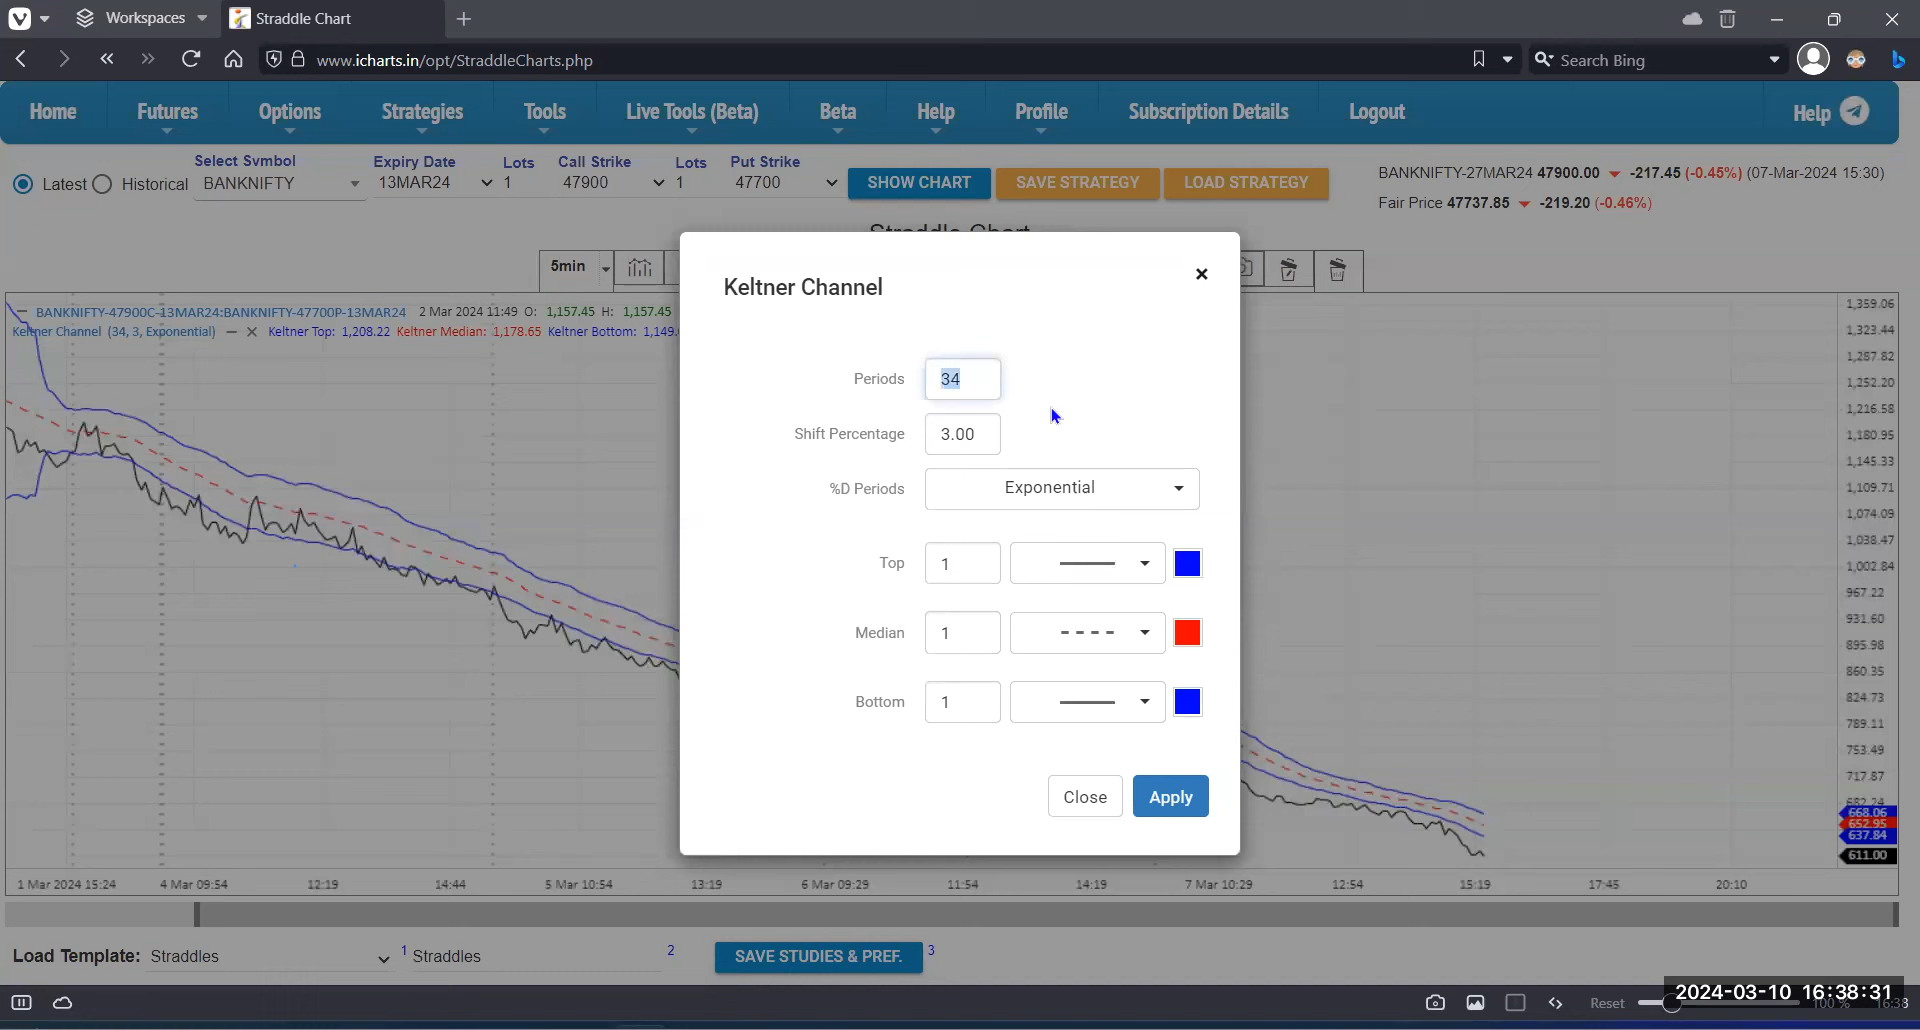 Workspaces
Straddle Chart
www.icharts.in/opt/StraddleCharts.php
Search Bing
Home Futures Options Strategies Tools Live Tools (Beta) Beta Help Profile Subscription Details Logout Help
Select Symbol Expiry Date Lots Call Strike Lots Put Strike
Latest Historical BANKNIFTY 13MAR24 1 47900 1 47700 SHOW CHART SAVE STRATEGY LOAD STRATEGY
BANKNIFTY-27MAR24 47900.00 -217.45 (-0.45%) (07-Mar-2024 15:30)
Fair Price 47737.85 -219.20 (-0.46%)
Straddle Chart
5min
BANKNIFTY-47900C-13MAR24:BANKNIFTY-47700P-13MAR24 2 Mar 2024 11:49 O: 1,157.45 H: 1,157.45
Keltner Channel (34, 3, Exponential) Keltner Top: 1,208.22 Keltner Median: 1,178.65 Keltner Bottom: 1,149.
Keltner Channel
Periods 34
Shift Percentage 3.00
%D Periods Exponential
Top 1
Median 1
Bottom 1
Close Apply
1,359.06
1,323.44
1,287.82
1,252.20
1,216.58
1,180.95
1,145.33
1,109.71
1,074.09
1,038.47
1,002.84
967.22
931.60
895.98
860.35
824.73
789.11
753.49
717.87
682.24
668.06
652.95
637.84
611.00
1 Mar 2024 15:24 4 Mar 09:54 12:19 14:44 5 Mar 10:54 13:19 6 Mar 09:29 11:54 14:19 7 Mar 10:29 12:54 15:19 17:45 20:10
Load Template: Straddles 1 Straddles 2 SAVE STUDIES & PREF. 3
Reset 100 % 16:38
2024-03-10 16:38:31